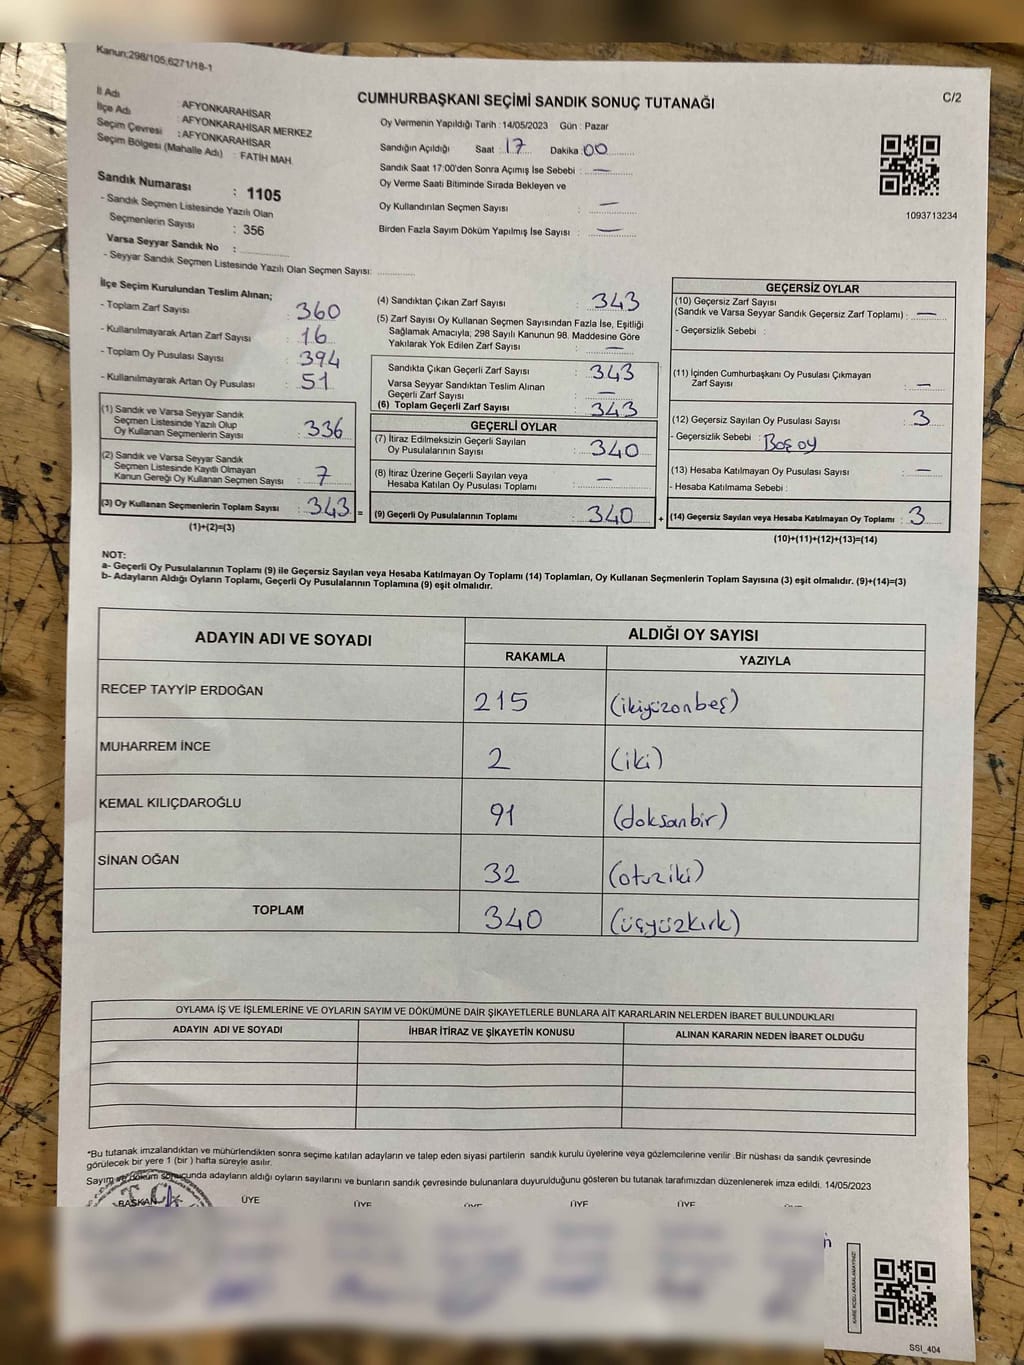 Kanun:298/105,6271/18-1
CUMHURBAŞKANI SEÇİMİ SANDIK SONUÇ TUTANAĞI
C/2
İl Adı : AFYONKARAHİSAR
İlçe Adı : AFYONKARAHİSAR MERKEZ
Seçim Çevresi : AFYONKARAHİSAR
Seçim Bölgesi (Mahalle Adı) : FATİH MAH
Oy Vermenin Yapıldığı Tarih : 14/05/2023 Gün : Pazar
Sandığın Açıldığı Saat : 17 Dakika : 00
Sandık Saat 17:00'den Sonra Açımış İse Sebebi : —
Oy Verme Saati Bitiminde Sırada Bekleyen ve
Oy Kullandırılan Seçmen Sayısı : —
Birden Fazla Sayım Döküm Yapılmış İse Sayısı : —
1093713234
Sandık Numarası : 1105
- Sandık Seçmen Listesinde Yazılı Olan
Seçmenlerin Sayısı : 356
Varsa Seyyar Sandık No :
- Seyyar Sandık Seçmen Listesinde Yazılı Olan Seçmen Sayısı:
İlçe Seçim Kurulundan Teslim Alınan;
- Toplam Zarf Sayısı : 360
- Kullanılmayarak Artan Zarf Sayısı : 16
- Toplam Oy Pusulası Sayısı : 394
- Kullanılmayarak Artan Oy Pusulası : 51
(1) Sandık ve Varsa Seyyar Sandık
Seçmen Listesinde Yazılı Olup
Oy Kullanan Seçmenlerin Sayısı : 336
(2) Sandık ve Varsa Seyyar Sandık
Seçmen Listesinde Kayıtlı Olmayan
Kanun Gereği Oy Kullanan Seçmen Sayısı : 7
(3) Oy Kullanan Seçmenlerin Toplam Sayısı : 343 =
(1)+(2)=(3)
(4) Sandıktan Çıkan Zarf Sayısı : 343
(5) Zarf Sayısı Oy Kullanan Seçmen Sayısından Fazla İse, Eşitliği
Sağlamak Amacıyla; 298 Sayılı Kanunun 98. Maddesine Göre
Yakılarak Yok Edilen Zarf Sayısı : —
Sandıkta Çıkan Geçerli Zarf Sayısı : 343
Varsa Seyyar Sandıktan Teslim Alınan
Geçerli Zarf Sayısı : —
(6) Toplam Geçerli Zarf Sayısı : 343
GEÇERLİ OYLAR
(7) İtiraz Edilmeksizin Geçerli Sayılan
Oy Pusulalarının Sayısı : 340
(8) İtiraz Üzerine Geçerli Sayılan veya
Hesaba Katılan Oy Pusulası Toplamı : —
(9) Geçerli Oy Pusulalarının Toplamı : 340 +
GEÇERSİZ OYLAR
(10) Geçersiz Zarf Sayısı
(Sandık ve Varsa Seyyar Sandık Geçersiz Zarf Toplamı) : —
- Geçersizlik Sebebi :
(11) İçinden Cumhurbaşkanı Oy Pusulası Çıkmayan
Zarf Sayısı : —
(12) Geçersiz Sayılan Oy Pusulası Sayısı : 3
- Geçersizlik Sebebi : Boş oy
(13) Hesaba Katılmayan Oy Pusulası Sayısı : —
- Hesaba Katılmama Sebebi :
(14) Geçersiz Sayılan veya Hesaba Katılmayan Oy Toplamı : 3
(10)+(11)+(12)+(13)=(14)
NOT:
a- Geçerli Oy Pusulalarının Toplamı (9) ile Geçersiz Sayılan veya Hesaba Katılmayan Oy Toplamı (14) Toplamları, Oy Kullanan Seçmenlerin Toplam Sayısına (3) eşit olmalıdır. (9)+(14)=(3)
b- Adayların Aldığı Oyların Toplamı, Geçerli Oy Pusulalarının Toplamına (9) eşit olmalıdır.
ADAYIN ADI VE SOYADI ALDIĞI OY SAYISI
RAKAMLA YAZIYLA
RECEP TAYYİP ERDOĞAN 215 (ikiyüzonbeş)
MUHARREM İNCE 2 (iki)
KEMAL KILIÇDAROĞLU 91 (doksanbir)
SİNAN OĞAN 32 (otuziki)
TOPLAM 340 (üçyüzkırk)
OYLAMA İŞ VE İŞLEMLERİNE VE OYLARIN SAYIM VE DÖKÜMÜNE DAİR ŞİKAYETLERLE BUNLARA AİT KARARLARIN NELERDEN İBARET BULUNDUKLARI
ADAYIN ADI VE SOYADI İHBAR İTİRAZ VE ŞİKAYETİN KONUSU ALINAN KARARIN NEDEN İBARET OLDUĞU
*Bu tutanak imzalandıktan ve mühürlendikten sonra seçime katılan adayların ve talep eden siyasi partilerin sandık kurulu üyelerine veya gözlemcilerine verilir .Bir nüshası da sandık çevresinde
görülecek bir yere 1 (bir ) hafta süreyle asılır.
Sayım ve döküm sonucunda adayların aldığı oyların sayılarını ve bunların sandık çevresinde bulunanlara duyurulduğunu gösteren bu tutanak tarafımızdan düzenlenerek imza edildi. 14/05/2023
BAŞKAN ÜYE ÜYE ÜYE ÜYE ÜYE ÜYE
SSI_404